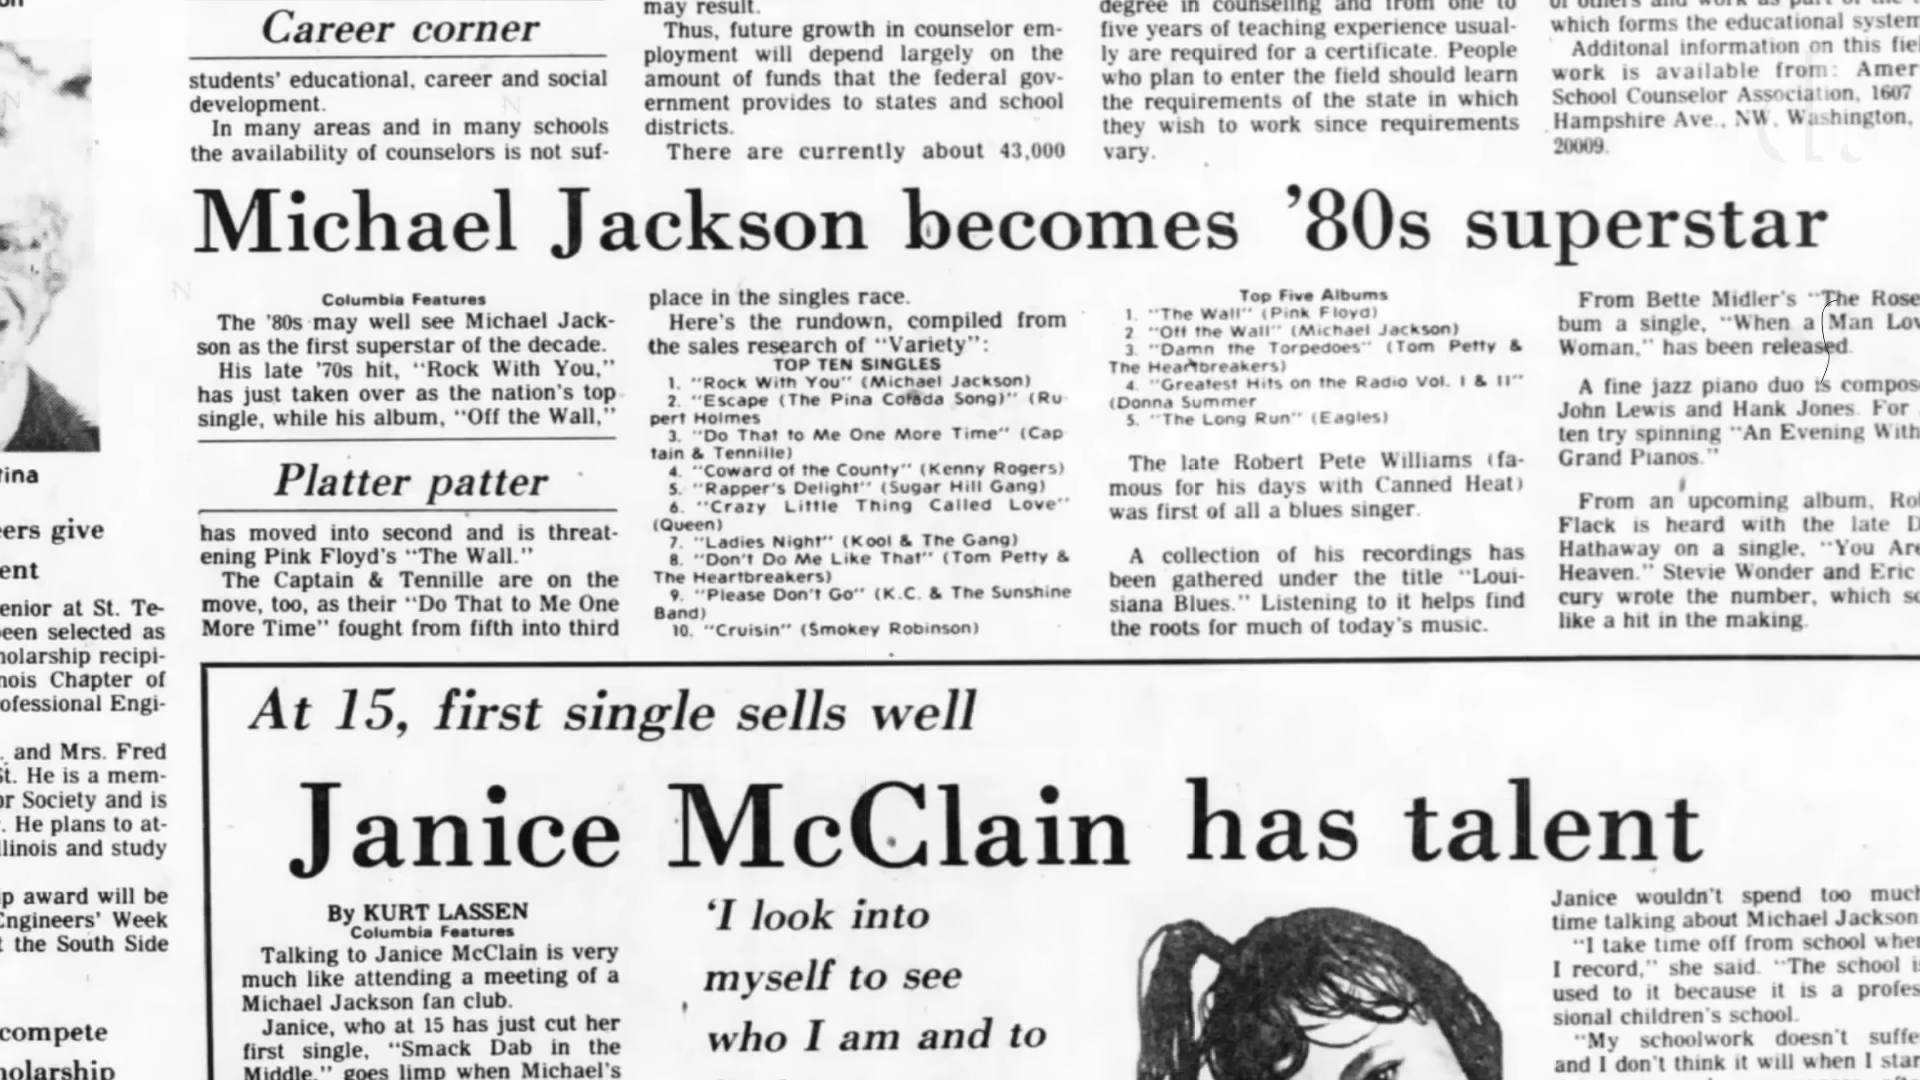 Career corner
students' educational, career and social
development.
In many areas and in many schools
the availability of counselors is not suf-
may result.
Thus, future growth in counselor em-
ployment will depend largely on the
amount of funds that the federal gov-
ernment provides to states and school
districts.
There are currently about 43,000
degree in counseling and from one to
five years of teaching experience usual-
ly are required for a certificate. People
who plan to enter the field should learn
the requirements of the state in which
they wish to work since requirements
vary.
which forms the educational system
Additonal information on this fiel
work is available from: Amer
School Counselor Association, 1607
Hampshire Ave., NW, Washington,
20009.
Michael Jackson becomes '80s superstar
Columbia Features
The '80s may well see Michael Jack-
son as the first superstar of the decade.
His late '70s hit, "Rock With You,"
has just taken over as the nation's top
single, while his album, "Off the Wall,"
Platter patter
has moved into second and is threat-
ening Pink Floyd's "The Wall."
The Captain & Tennille are on the
move, too, as their "Do That to Me One
More Time" fought from fifth into third
place in the singles race.
Here's the rundown, compiled from
the sales research of "Variety":
TOP TEN SINGLES
1. "Rock With You" (Michael Jackson)
2. "Escape (The Pina Colada Song)" (Ru
pert Holmes
3. "Do That to Me One More Time" (Cap
tain & Tennille)
4. "Coward of the County" (Kenny Rogers)
5. "Rapper's Delight" (Sugar Hill Gang)
6. "Crazy Little Thing Called Love"
(Queen)
7. "Ladies Night" (Kool & The Gang)
8. "Don't Do Me Like That" (Tom Petty &
The Heartbreakers)
9. "Please Don't Go" (K.C. & The Sunshine
Band)
10. "Cruisin" (Smokey Robinson)
Top Five Albums
1. "The Wall" (Pink Floyd)
2 "Off the Wall" (Michael Jackson)
3. "Damn the Torpedoes" (Tom Petty &
The Heartbreakers)
4. "Greatest Hits on the Radio Vol. I & II"
(Donna Summer
5. "The Long Run" (Eagles)
The late Robert Pete Williams (fa-
mous for his days with Canned Heat)
was first of all a blues singer.
A collection of his recordings has
been gathered under the title "Loui-
siana Blues." Listening to it helps find
the roots for much of today's music.
From Bette Midler's "The Rose
bum a single, "When a Man Lov
Woman," has been released.
A fine jazz piano duo is compos
John Lewis and Hank Jones. For
ten try spinning "An Evening With
Grand Pianos."
From an upcoming album, Rob
Flack is heard with the late D
Hathaway on a single, "You Are
Heaven." Stevie Wonder and Eric
cury wrote the number, which so
like a hit in the making.
tina
eers give
ent
enior at St. Te-
been selected as
holarship recipi-
nois Chapter of
ofessional Engi-
. and Mrs. Fred
St. He is a mem-
or Society and is
. He plans to at-
llinois and study
p award will be
Engineers' Week
t the South Side
compete
holarship
At 15, first single sells well
Janice McClain has talent
By KURT LASSEN
Columbia Features
Talking to Janice McClain is very
much like attending a meeting of a
Michael Jackson fan club.
Janice, who at 15 has just cut her
first single, "Smack Dab in the
Middle," goes limp when Michael's
'I look into
myself to see
who I am and to
Janice wouldn't spend too much
time talking about Michael Jackson
"I take time off from school when
I record," she said. "The school is
used to it because it is a profes
sional children's school.
"My schoolwork doesn't suffe
and I don't think it will when I star